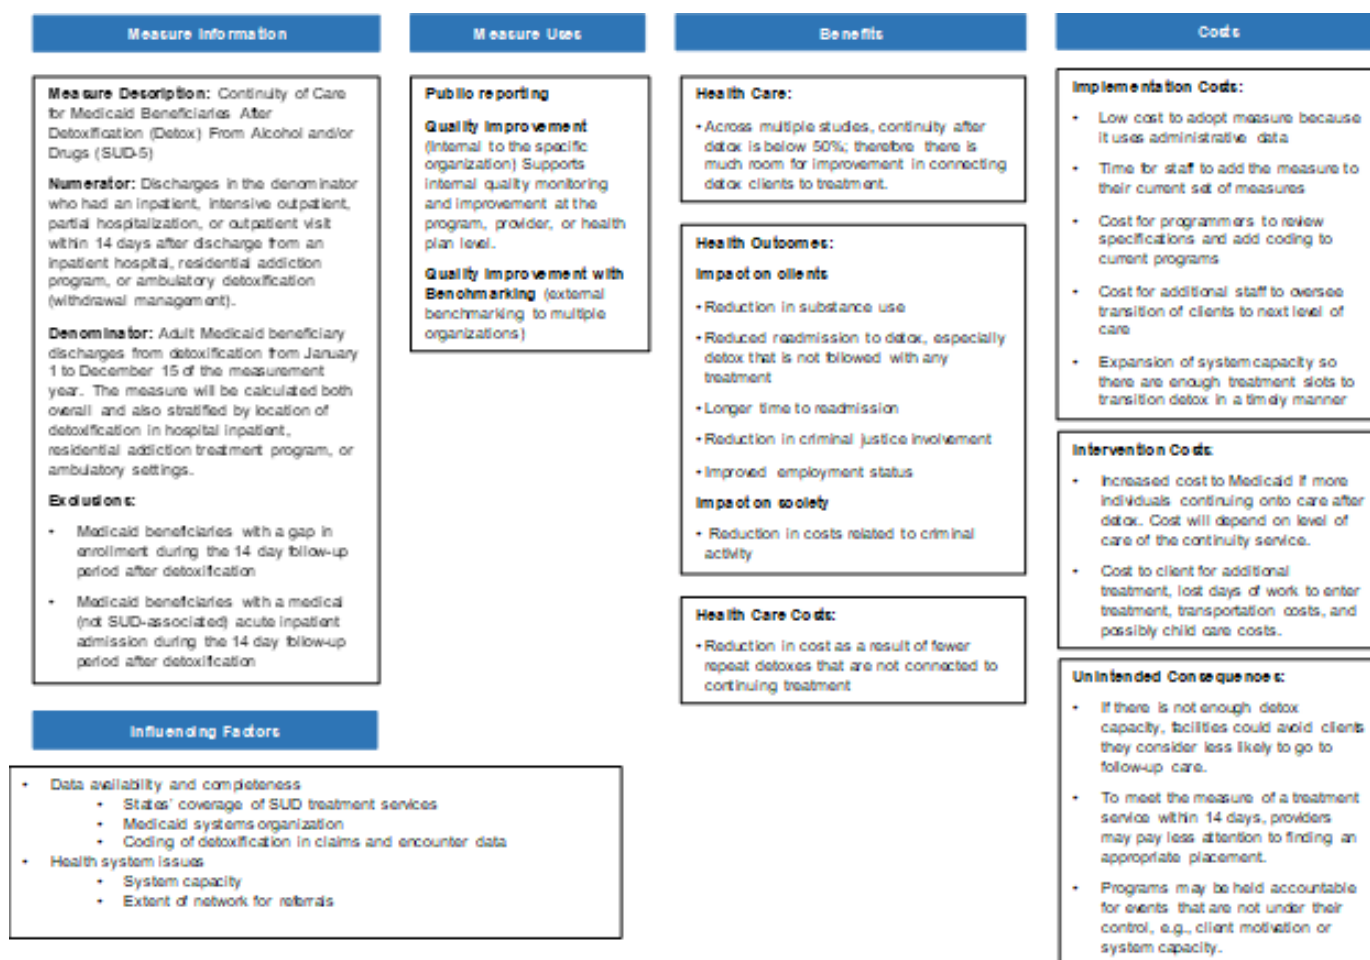 Measure Information
Measure Description: Continuity of Care
for Medicaid Beneficiaries After
Detoxification (Detox) From Alcohol and/or
Drugs (SUD-5)
Numerator: Discharges in the denominator
who had an inpatient, intensive outpatient,
partial hospitalization, or outpatient visit
within 14 days after discharge from an
inpatient hospital, residential addiction
program, or ambulatory detoxification
(withdrawal management).
Denominator: Adult Medicaid beneficiary
discharges from detoxification from January
1 to December 15 of the measurement
year. The measure will be calculated both
overall and also stratified by location of
detoxification in hospital inpatient,
residential addiction treatment program, or
ambulatory settings.
Exclusions:
• Medicaid beneficiaries with a gap in
enrollment during the 14 day follow-up
period after detoxification
• Medicaid beneficiaries with a medical
(not SUD-associated) acute inpatient
admission during the 14 day follow-up
period after detoxification
Influencing Factors
• Data availability and completeness
• States' coverage of SUD treatment services
• Medicaid systems organization
• Coding of detoxification in claims and encounter data
• Health system issues
• System capacity
• Extent of network for referrals
Measure Uses
Public reporting
Quality Improvement
(Internal to the specific
organization) Supports
internal quality monitoring
and improvement at the
program, provider, or health
plan level.
Quality Improvement with
Benchmarking (external
benchmarking to multiple
organizations)
Benefits
Health Care:
• Across multiple studies, continuity after
detox is below 50%; therefore there is
much room for improvement in connecting
detox clients to treatment.
Health Outcomes:
Impact on clients
• Reduction in substance use
• Reduced readmission to detox, especially
detox that is not followed with any
treatment
• Longer time to readmission
• Reduction in criminal justice involvement
• Improved employment status
Impact on society
• Reduction in costs related to criminal
activity
Health Care Costs:
• Reduction in cost as a result of fewer
repeat detoxes that are not connected to
continuing treatment
Costs
Implementation Costs:
• Low cost to adopt measure because
it uses administrative data
• Time for staff to add the measure to
their current set of measures
• Cost for programmers to review
specifications and add coding to
current programs
• Cost for additional staff to oversee
transition of clients to next level of
care
• Expansion of system capacity so
there are enough treatment slots to
transition detox in a timely manner
Intervention Costs:
• Increased cost to Medicaid if more
individuals continuing onto care after
detox. Cost will depend on level of
care of the continuity service.
• Cost to client for additional
treatment, lost days of work to enter
treatment, transportation costs, and
possibly child care costs.
Unintended Consequences:
• If there is not enough detox
capacity, facilities could avoid clients
they consider less likely to go to
follow-up care.
• To meet the measure of a treatment
service within 14 days, providers
may pay less attention to finding an
appropriate placement.
• Programs may be held accountable
for events that are not under their
control, e.g., client motivation or
system capacity.